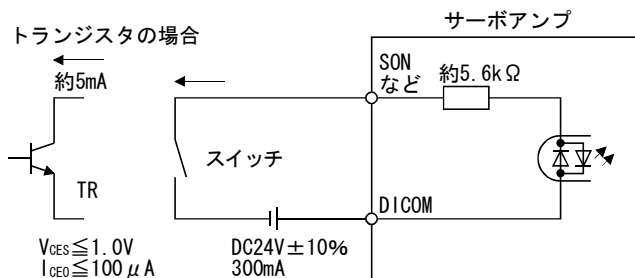 サーボアンプ
トランジスタの場合
約5mA
SON
など
約5.6kΩ
スイッチ
TR
DICOM
VCES≦1.0V
ICEO≦100μA
DC24V±10%
300mA